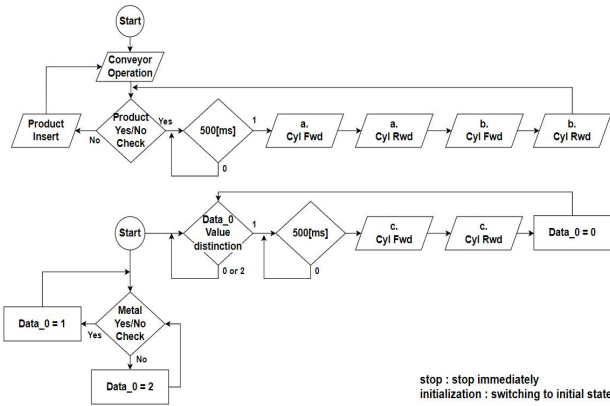 Start
Conveyor
Operation
Product
Insert
No
Product
Yes/No
Check
Yes
500[ms]
1
0
a.
Cyl Fwd
a.
Cyl Rwd
b.
Cyl Fwd
b.
Cyl Rwd
Start
Data_0
Value
distinction
1
0 or 2
500[ms]
0
c.
Cyl Fwd
c.
Cyl Rwd
Data_0 = 0
Data_0 = 1
Yes
Metal
Yes/No
Check
No
Data_0 = 2
stop : stop immediately
initialization : switching to initial state